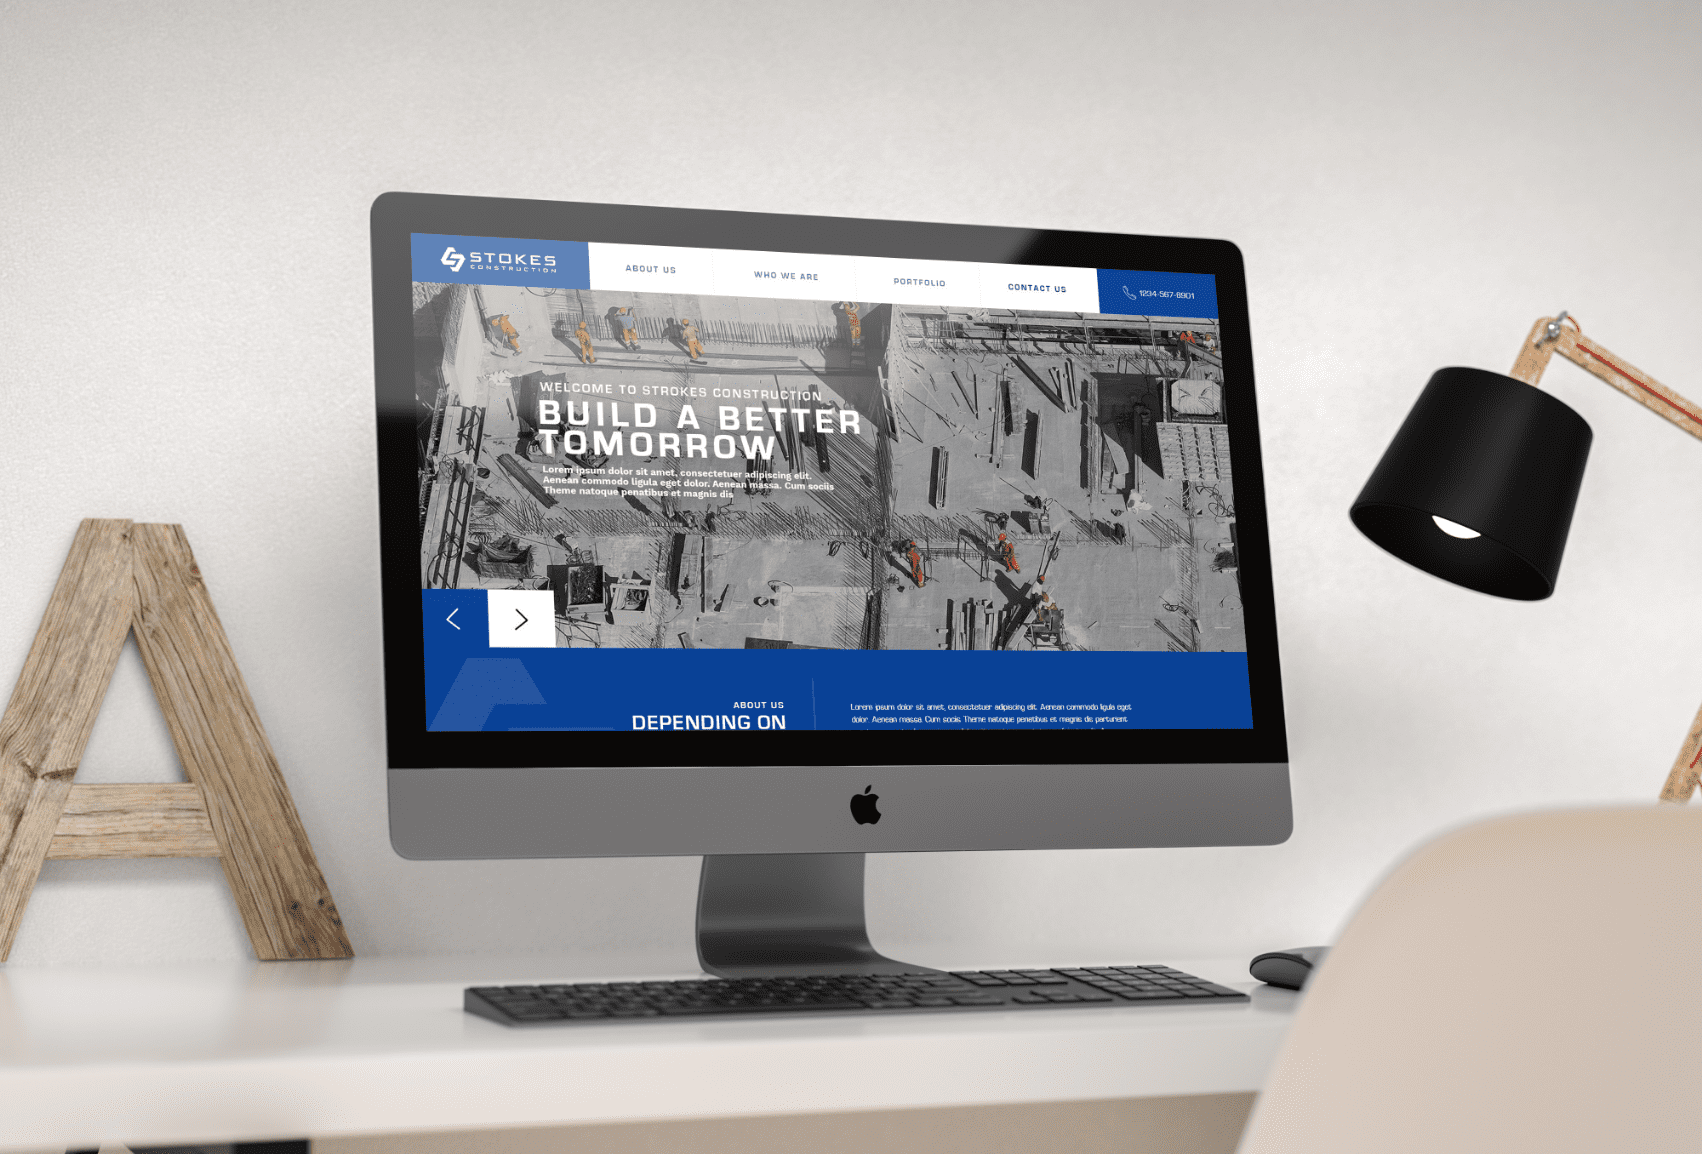 STOKES
CONSTRUCTION
ABOUT US
WHO WE ARE
PORTFOLIO
CONTACT US
1234-567-8901
WELCOME TO STROKES CONSTRUCTION
BUILD A BETTER
TOMORROW
Lorem ipsum dolor sit amet, consectetuer adipiscing elit.
Aenean commodo ligula eget dolor. Aenean massa. Cum sociis
Theme natoque penatibus et magnis dis
ABOUT US
DEPENDING ON
Lorem ipsum dolor sit amet, consectetuer adipiscing elit. Aenean commodo ligula eget
dolor. Aenean massa. Cum sociis Theme natoque penatibus et magnis dis parturient
A